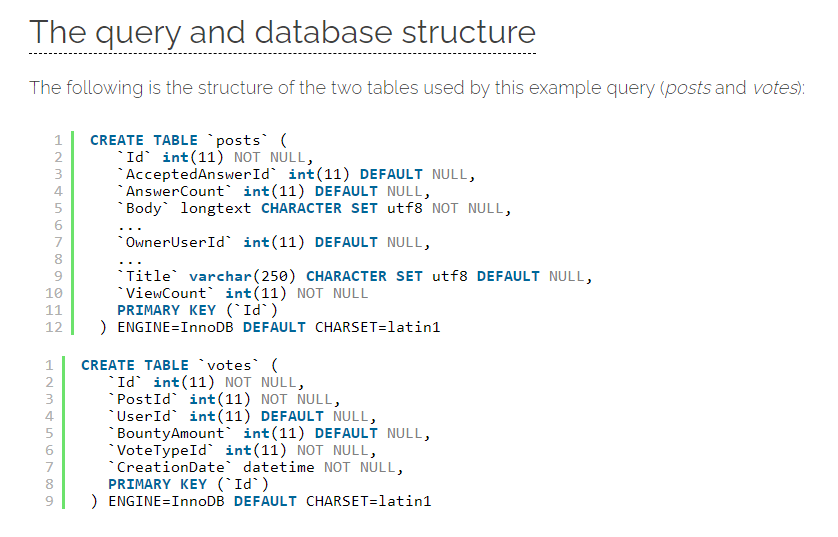 The query and database structure
The following is the structure of the two tables used by this example query (posts and votes):
1 CREATE TABLE `posts` (
2 `Id` int(11) NOT NULL,
3 `AcceptedAnswerId` int(11) DEFAULT NULL,
4 `AnswerCount` int(11) DEFAULT NULL,
5 `Body` longtext CHARACTER SET utf8 NOT NULL,
6 ...
7 `OwnerUserId` int(11) DEFAULT NULL,
8 ...
9 `Title` varchar(250) CHARACTER SET utf8 DEFAULT NULL,
10 `ViewCount` int(11) NOT NULL
11 PRIMARY KEY (`Id`)
12 ) ENGINE=InnoDB DEFAULT CHARSET=latin1
1 CREATE TABLE `votes` (
2 `Id` int(11) NOT NULL,
3 `PostId` int(11) NOT NULL,
4 `UserId` int(11) DEFAULT NULL,
5 `BountyAmount` int(11) DEFAULT NULL,
6 `VoteTypeId` int(11) NOT NULL,
7 `CreationDate` datetime NOT NULL,
8 PRIMARY KEY (`Id`)
9 ) ENGINE=InnoDB DEFAULT CHARSET=latin1